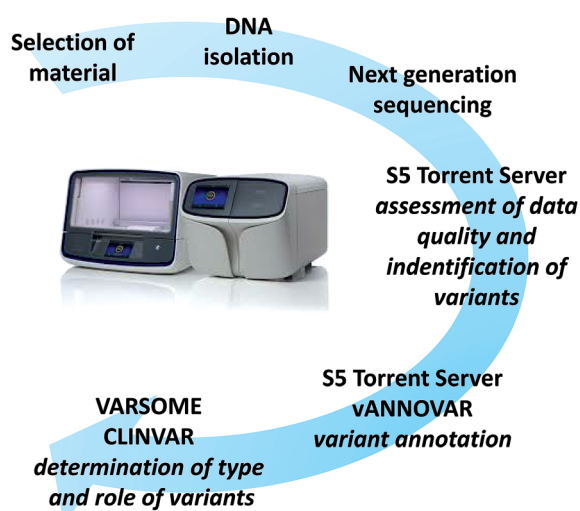 Selection of
material
DNA
isolation
Next generation
sequencing
S5 Torrent Server
assessment of data
quality and
indentification of
variants
S5 Torrent Server
vANNOVAR
variant annotation
VARSOME
CLINVAR
determination of type
and role of variants